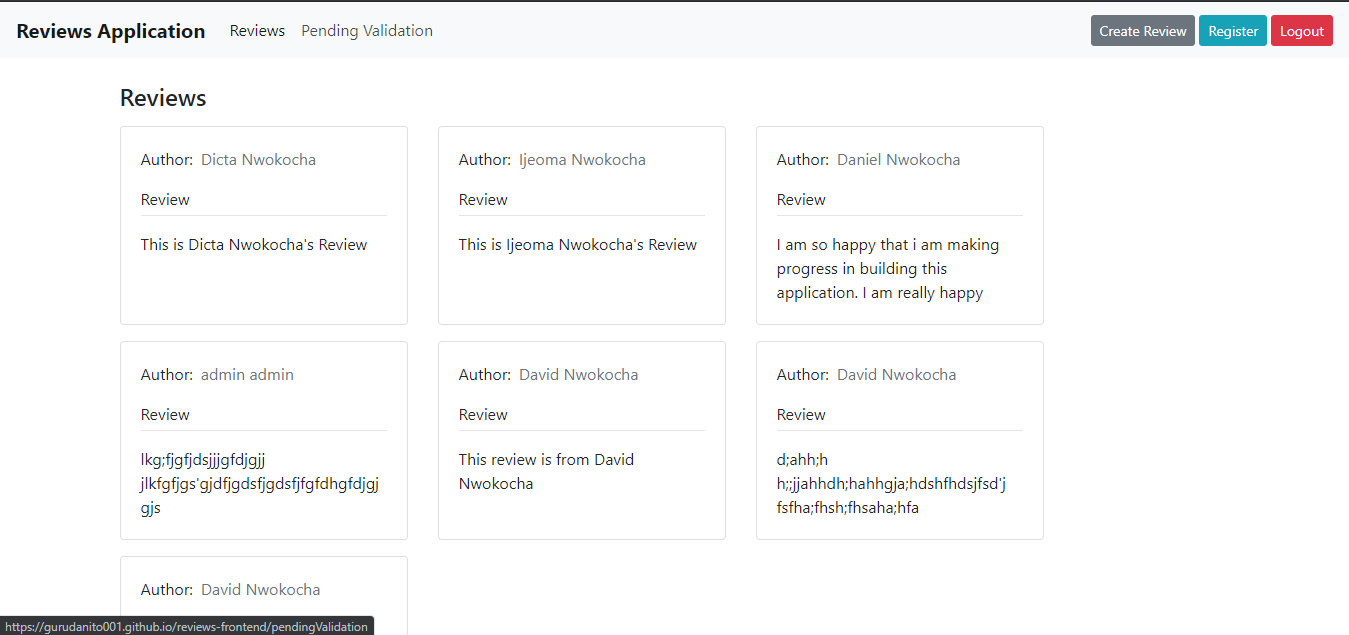 Reviews Application Reviews Pending Validation Create Review Register Logout
Reviews
Author: Dicta Nwokocha
Review
This is Dicta Nwokocha's Review
Author: Ijeoma Nwokocha
Review
This is Ijeoma Nwokocha's Review
Author: Daniel Nwokocha
Review
I am so happy that i am making
progress in building this
application. I am really happy
Author: admin admin
Review
lkg;fjgfjdsjjjgfdjgjj
jlkfgfjgs'gjdfjgdsfjgdsfjfgfdhgfdjgj
gjs
Author: David Nwokocha
Review
This review is from David
Nwokocha
Author: David Nwokocha
Review
d;ahh;h
h;;jjahhdh;hahhgja;hdshfhdsjfsd'j
fsfha;fhsh;fhsaha;hfa
Author: David Nwokocha
https://gurudanito001.github.io/reviews-frontend/pendingValidation